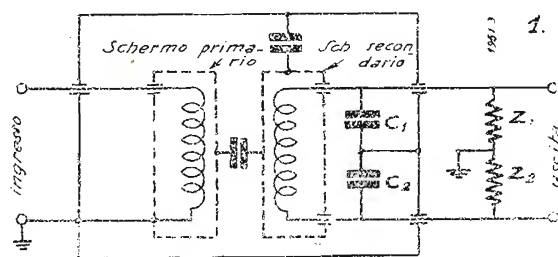 1.
Schermo prima-
rio
Sch secon
dario
ingresso
C₁
C₂
Z₁
Z₂
uscita